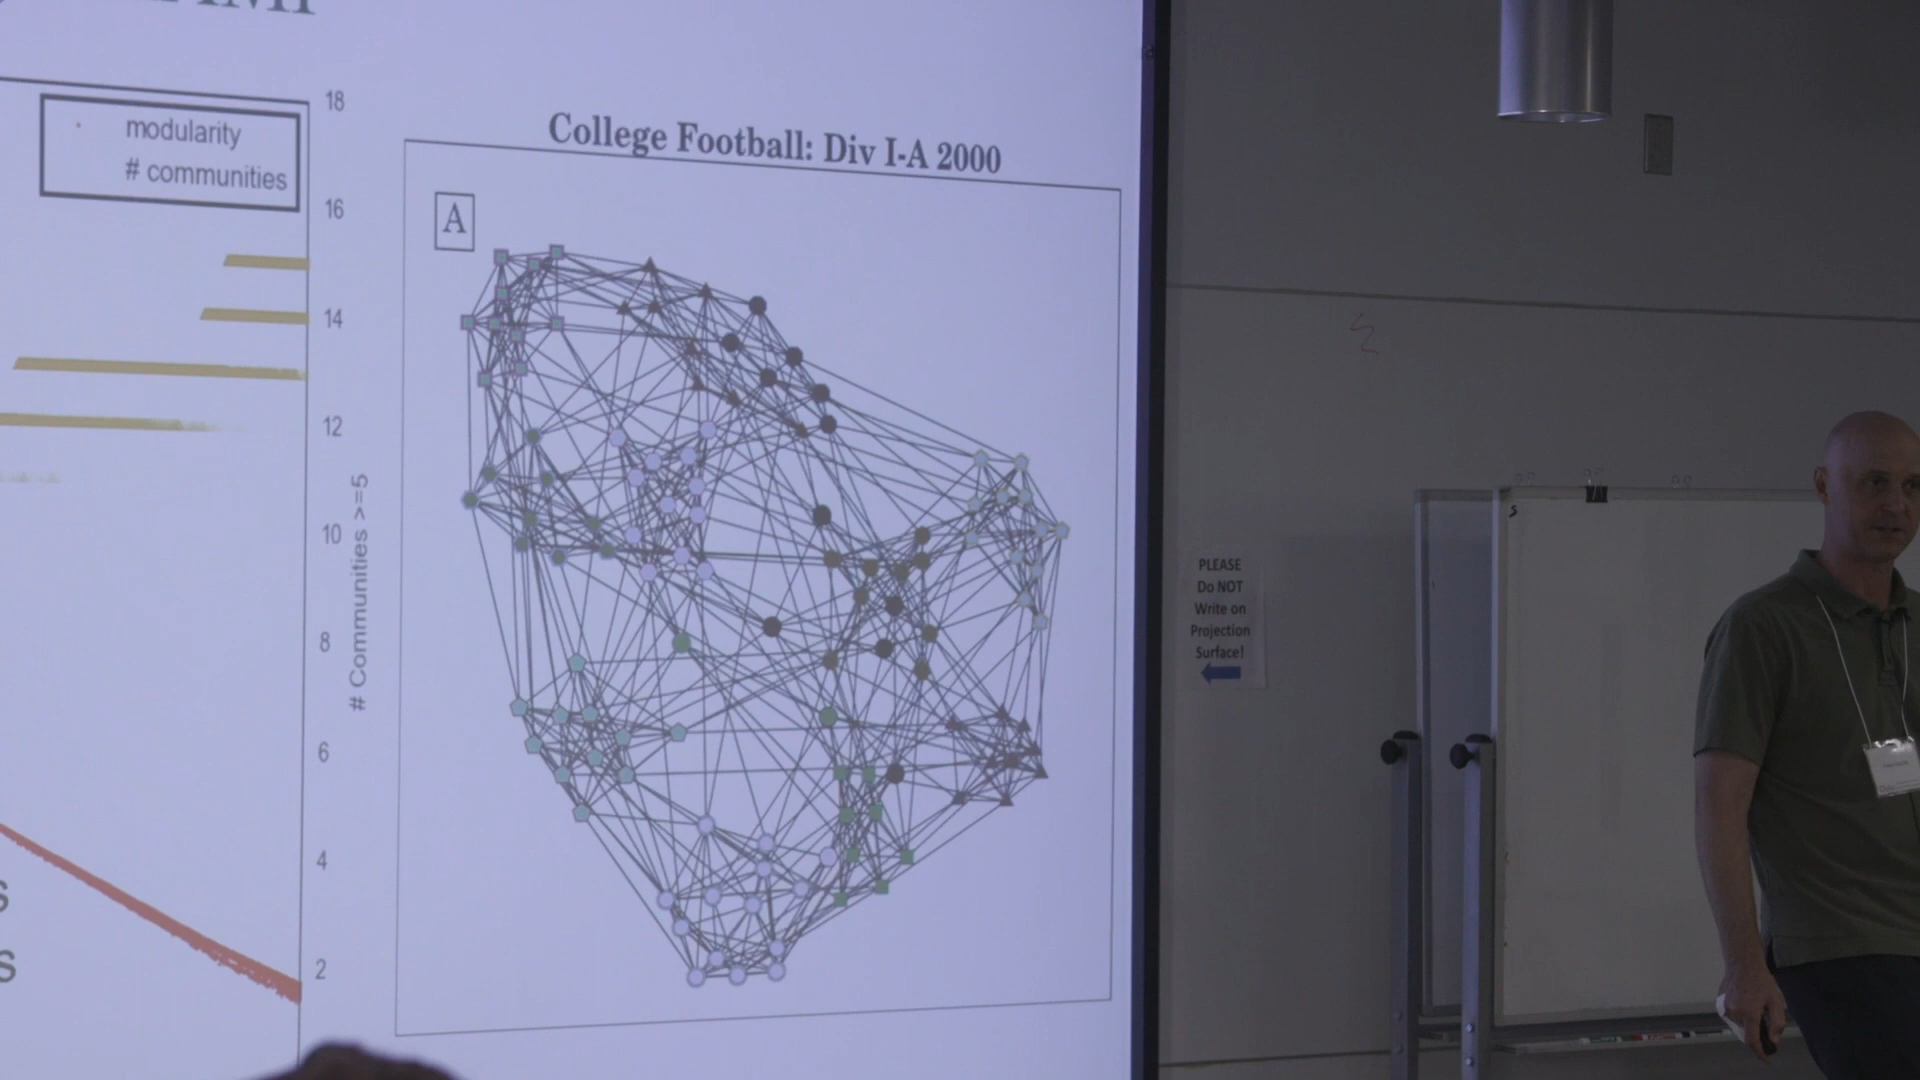 modularity
# communities
18
16
14
12
10
8
6
4
2
# Communities >=5
College Football: Div I-A 2000
A
PLEASE
Do NOT
Write on
Projection
Surface!